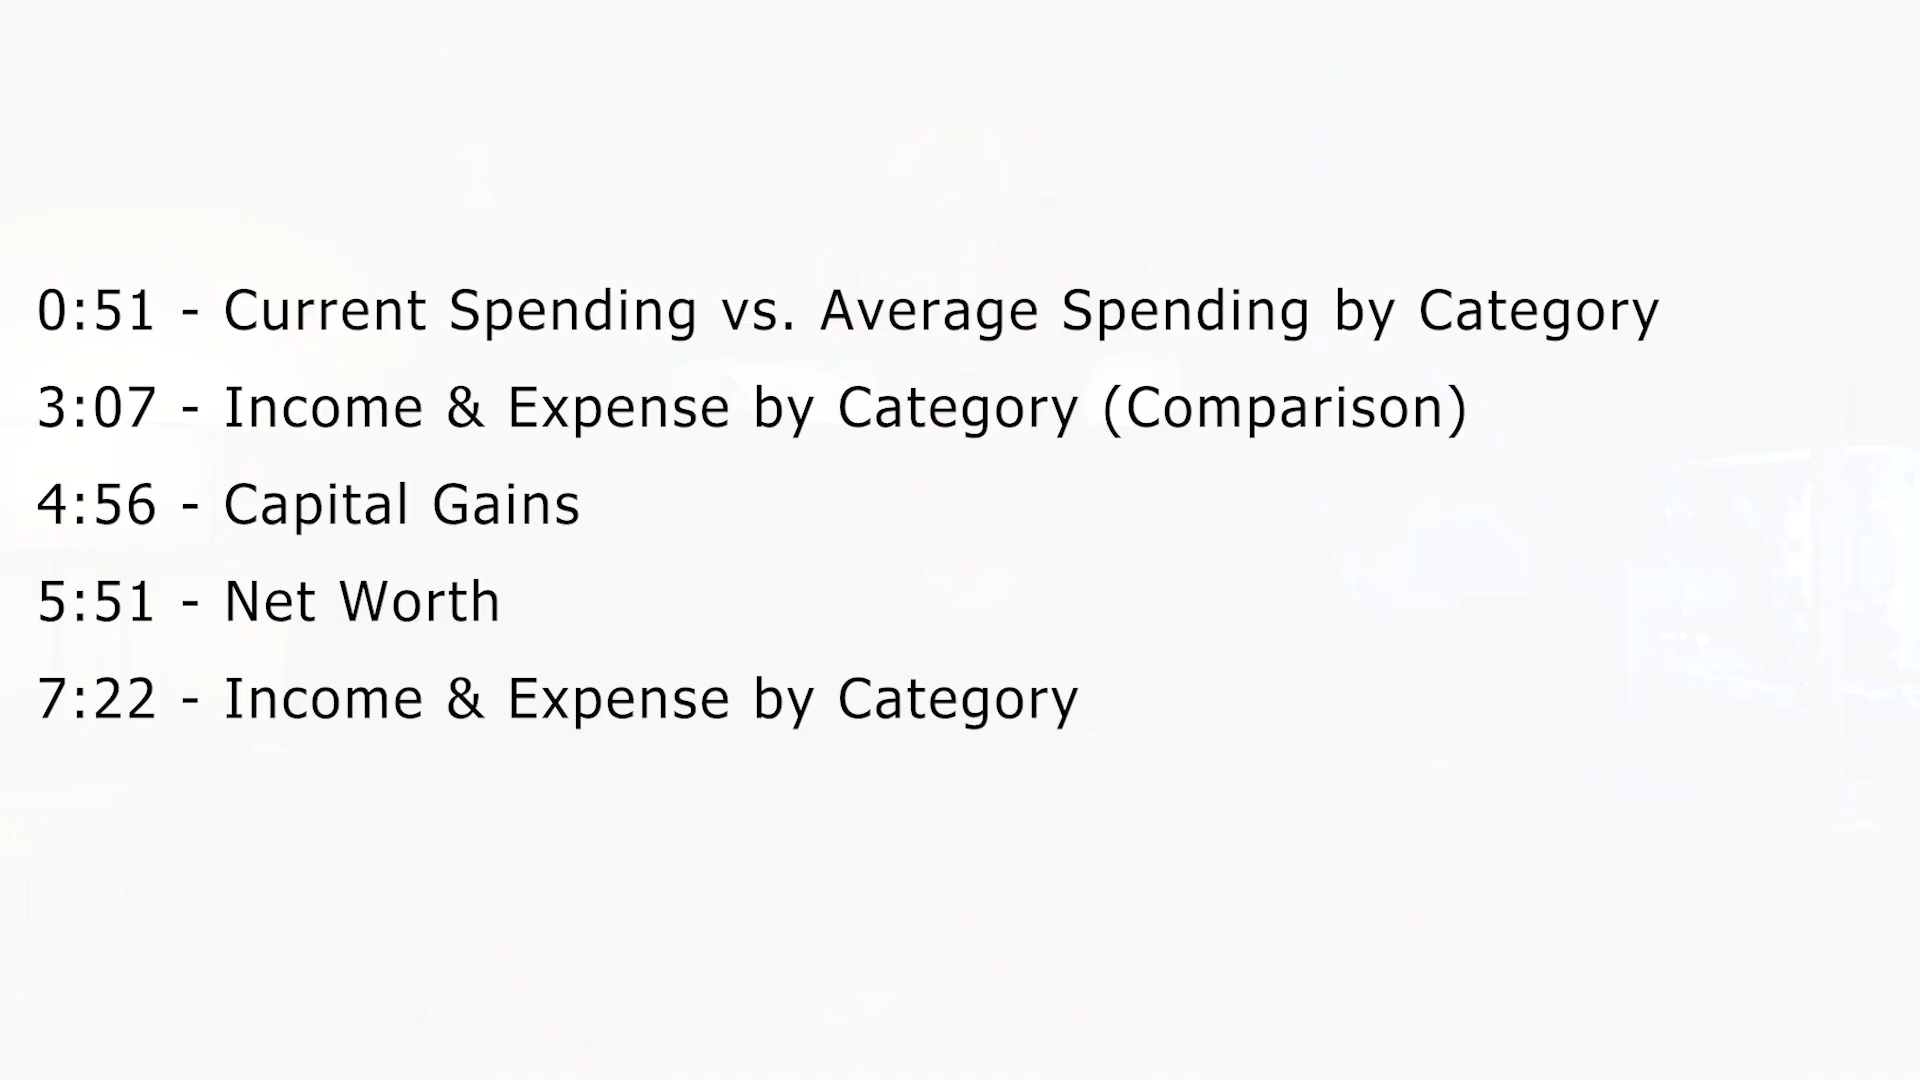 0:51 - Current Spending vs. Average Spending by Category
3:07 - Income & Expense by Category (Comparison)
4:56 - Capital Gains
5:51 - Net Worth
7:22 - Income & Expense by Category